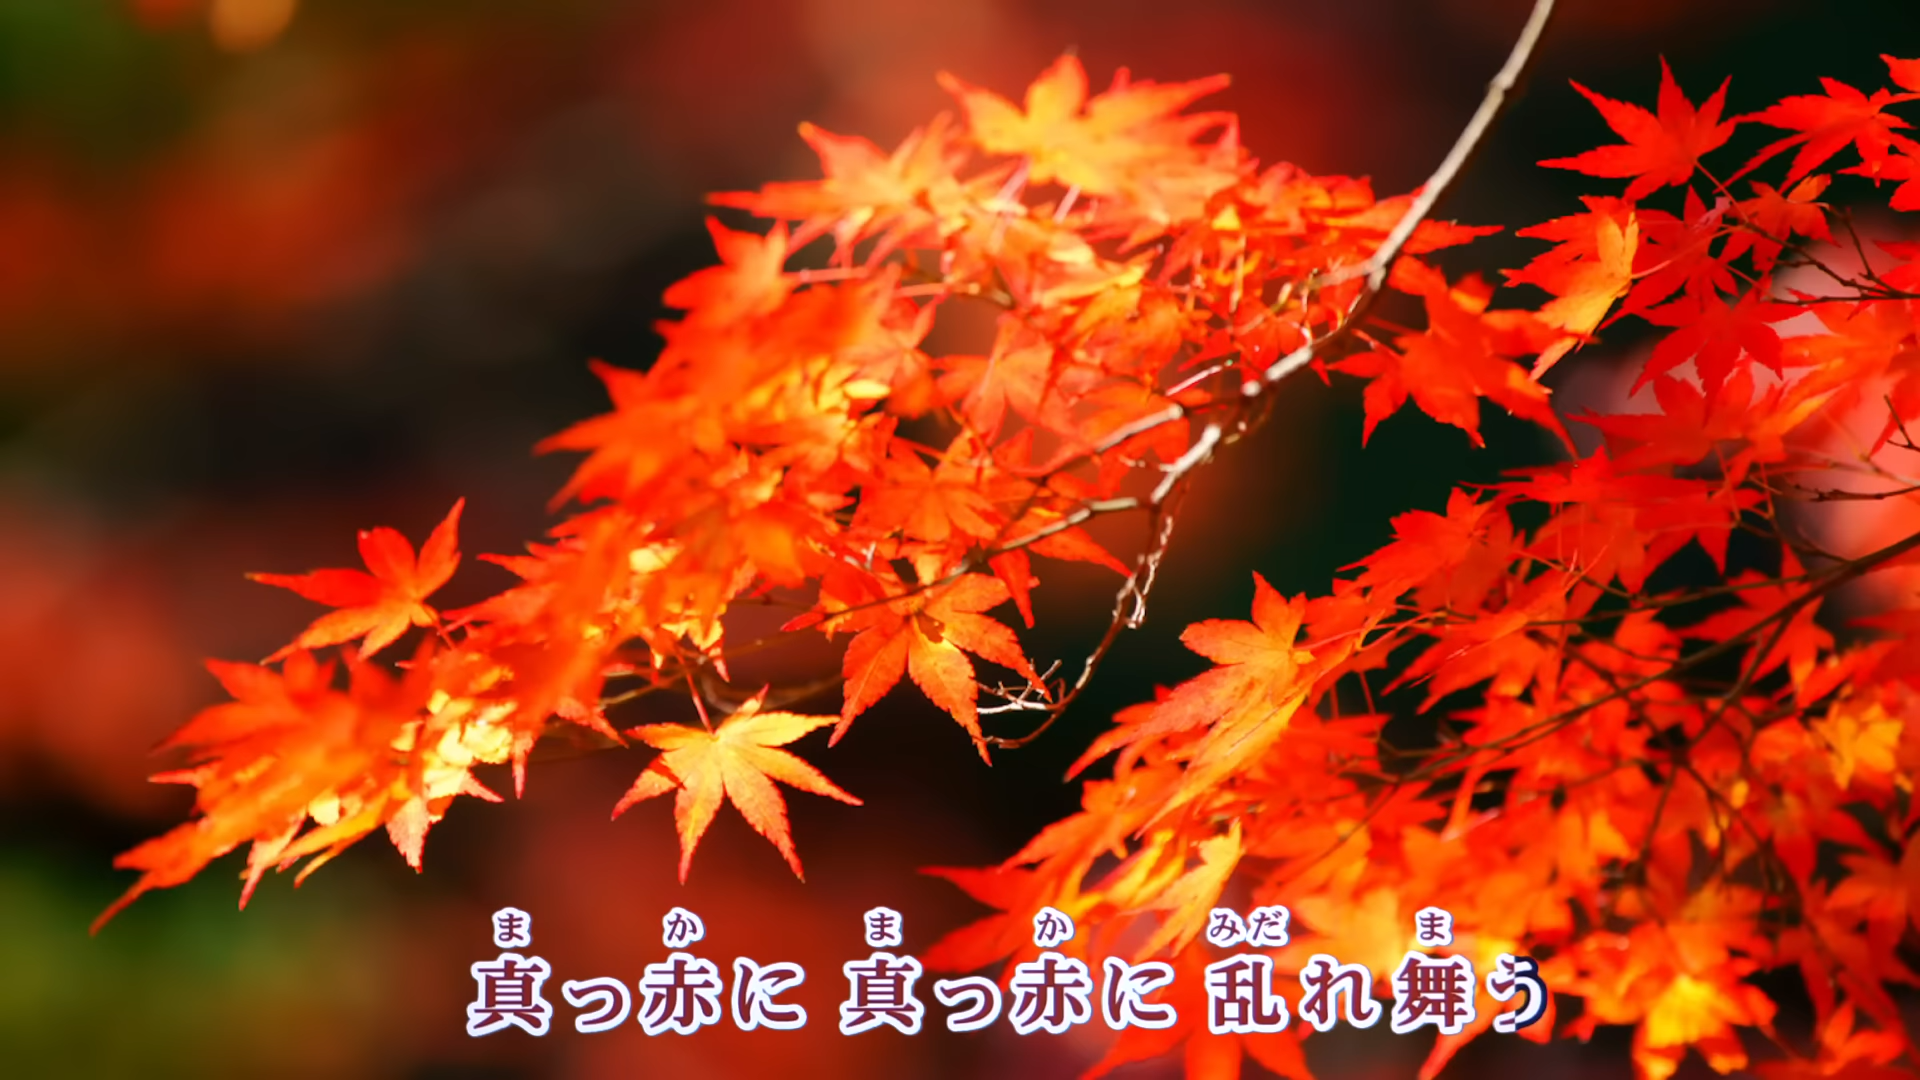 ま か ま か みだ ま
真っ赤に 真っ赤に 乱れ舞う